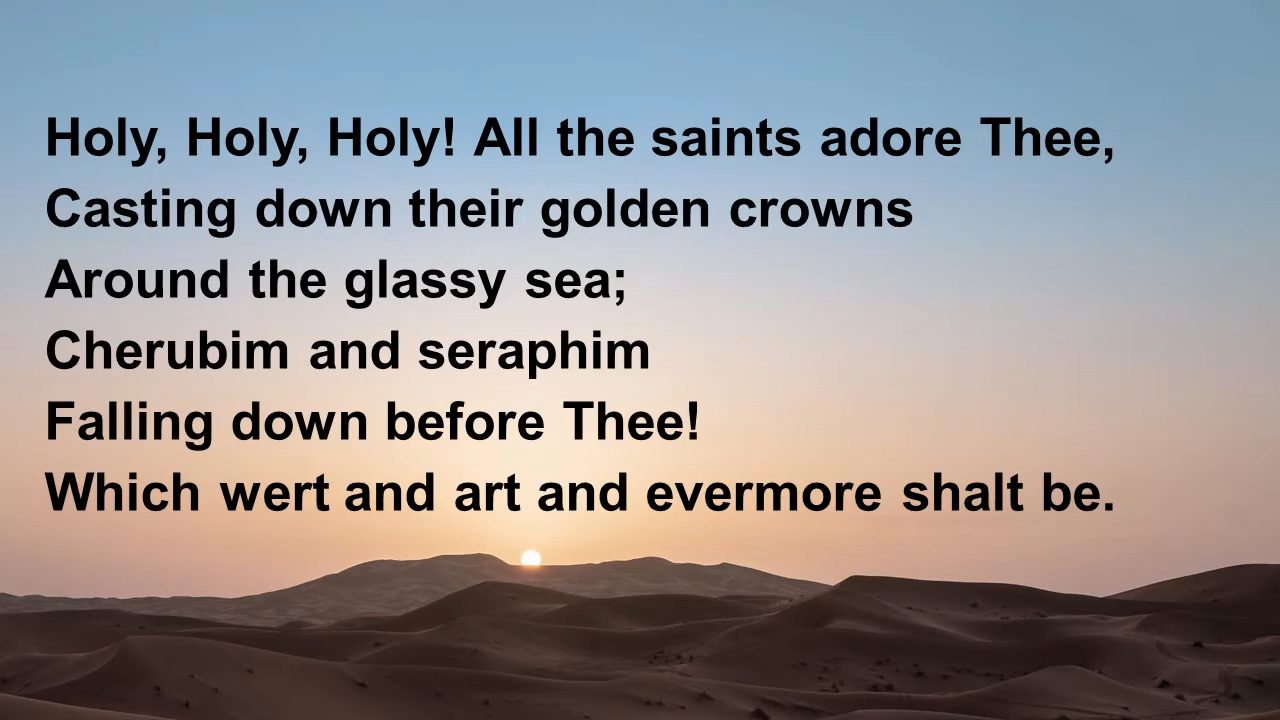 Holy, Holy, Holy! All the saints adore Thee,
Casting down their golden crowns
Around the glassy sea;
Cherubim and seraphim
Falling down before Thee!
Which wert and art and evermore shalt be.